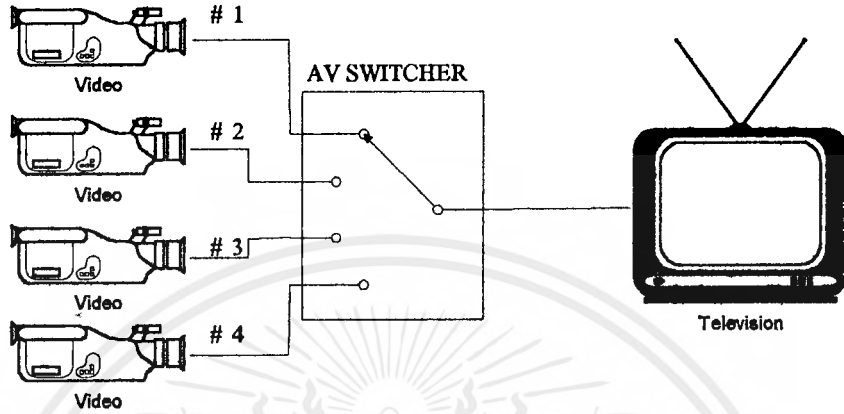 # 1
Video
AV SWITCHER
# 2
Video
# 3
Video
# 4
Video
Television